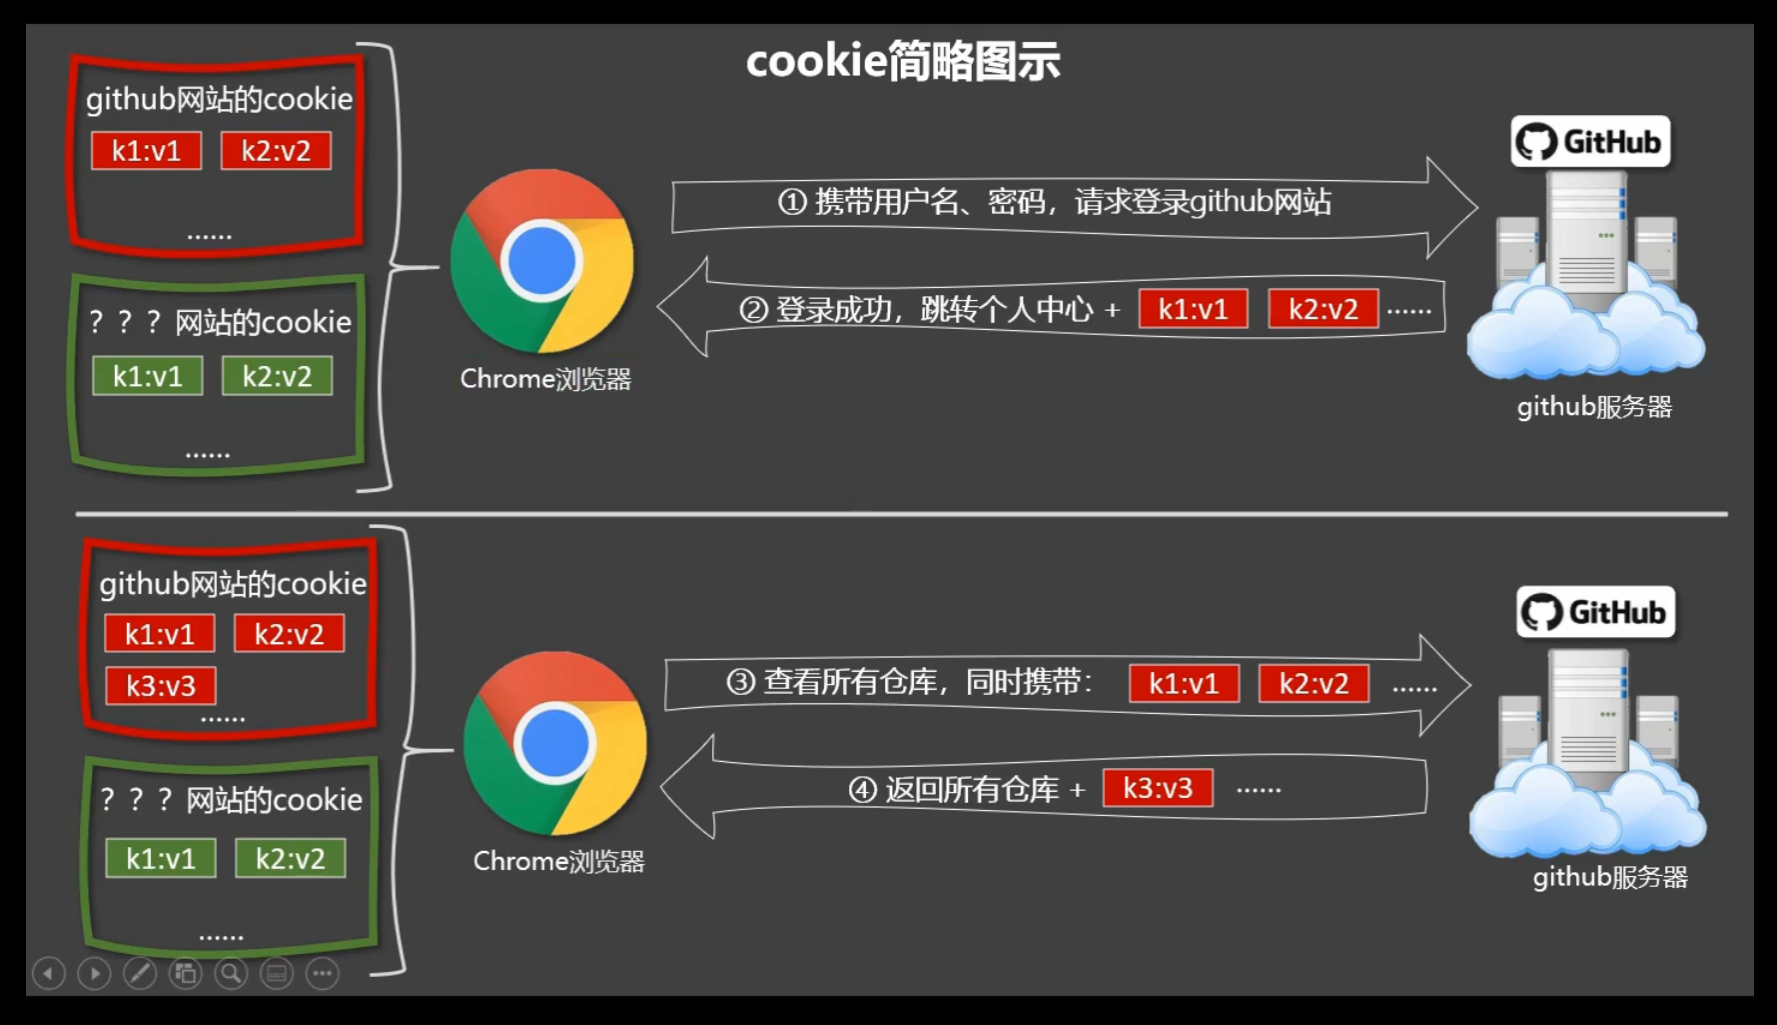 cookie简略图示
github网站的cookie
k1:v1 k2:v2
......
？？？网站的cookie
k1:v1 k2:v2
......
Chrome浏览器
① 携带用户名、密码，请求登录github网站
② 登录成功，跳转个人中心 + k1:v1 k2:v2 ......
GitHub
github服务器
github网站的cookie
k1:v1 k2:v2
k3:v3
......
？？？网站的cookie
k1:v1 k2:v2
......
Chrome浏览器
③ 查看所有仓库，同时携带： k1:v1 k2:v2 ......
④ 返回所有仓库 + k3:v3 ......
GitHub
github服务器